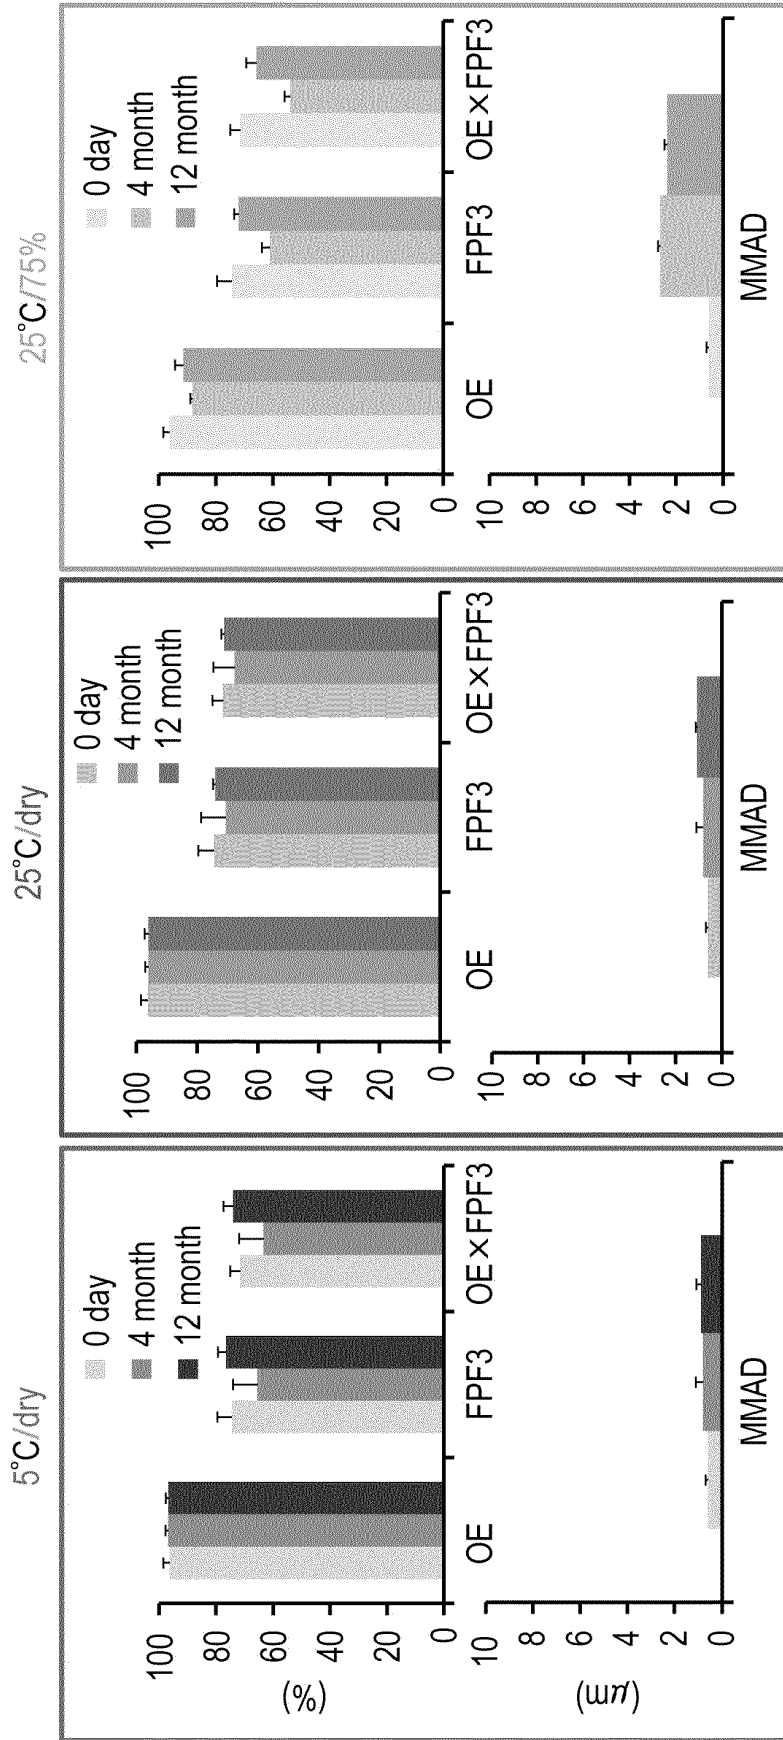 5°C/dry
(%)
100
80
60
40
20
0
0 day
4 month
12 month
OE
FPF3
OE×FPF3
(μm)
10
8
6
4
2
0
MMAD
25°C/dry
100
80
60
40
20
0
0 day
4 month
12 month
OE
FPF3
OE×FPF3
10
8
6
4
2
0
MMAD
25°C/75%
100
80
60
40
20
0
0 day
4 month
12 month
OE
FPF3
OE×FPF3
10
8
6
4
2
0
MMAD